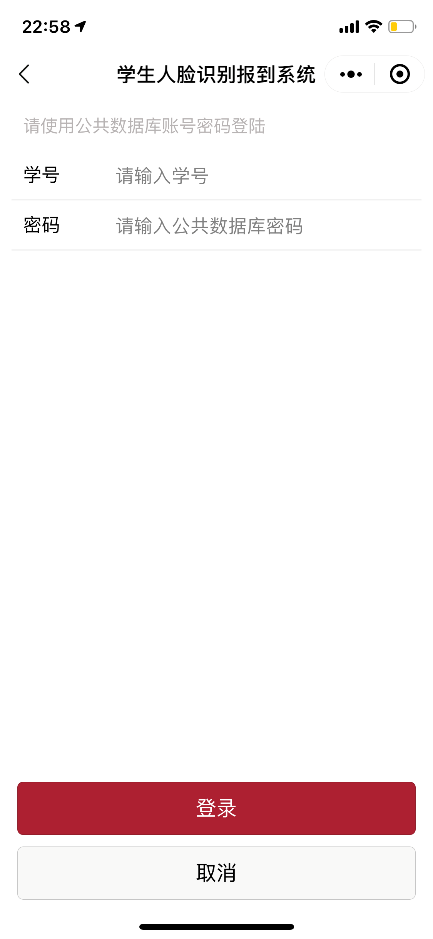 22:58
学生人脸识别报到系统
请使用公共数据库账号密码登陆
学号 请输入学号
密码 请输入公共数据库密码
登录
取消